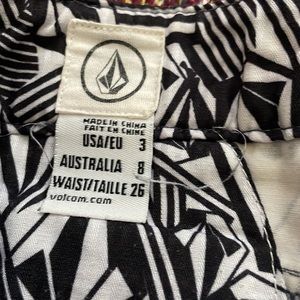 MADE IN CHINA
FAIT EN CHINE
USA/EU 3
AUSTRALIA 8
WAIST/TAILLE 26
volcom.com